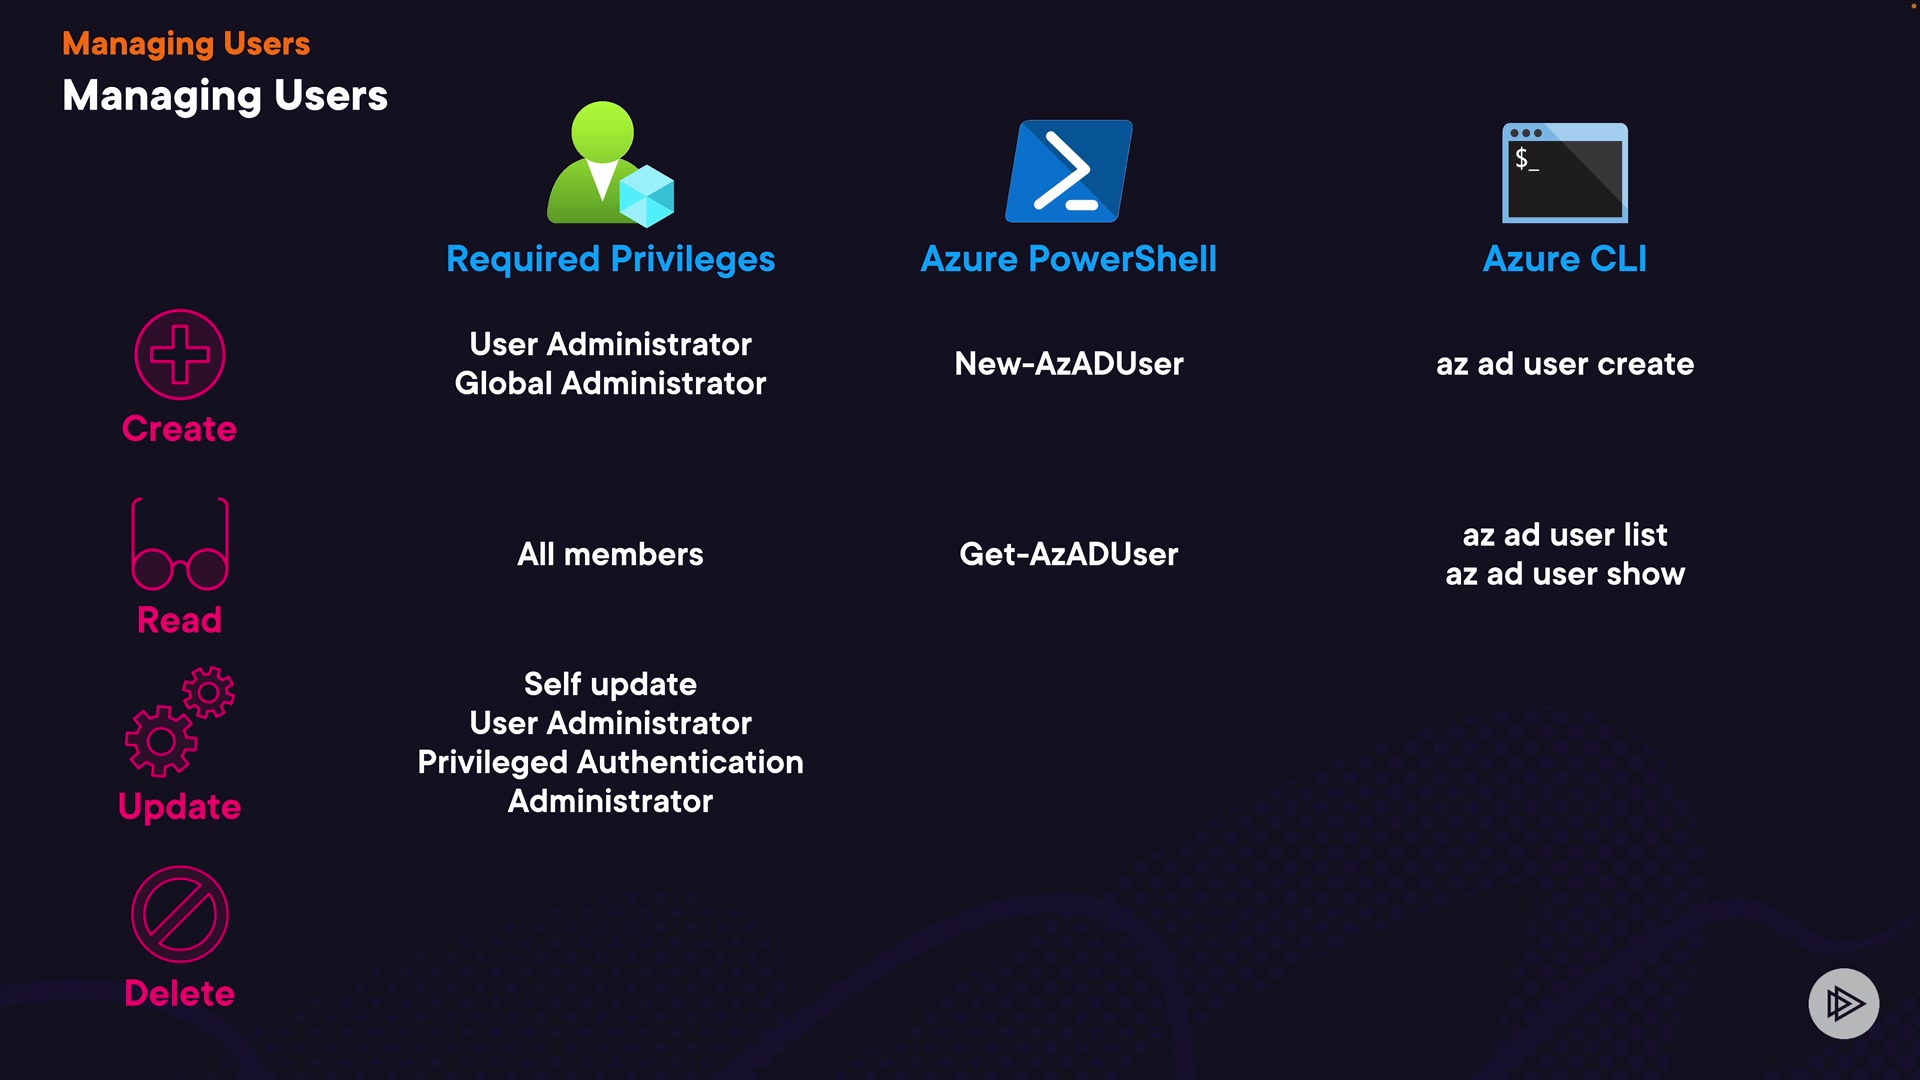 Managing Users
Managing Users
$_
Required Privileges
Azure PowerShell
Azure CLI
User Administrator
Global Administrator
New-AzADUser
az ad user create
Create
All members
Get-AzADUser
az ad user list
az ad user show
Read
Self update
User Administrator
Privileged Authentication
Administrator
Update
Delete